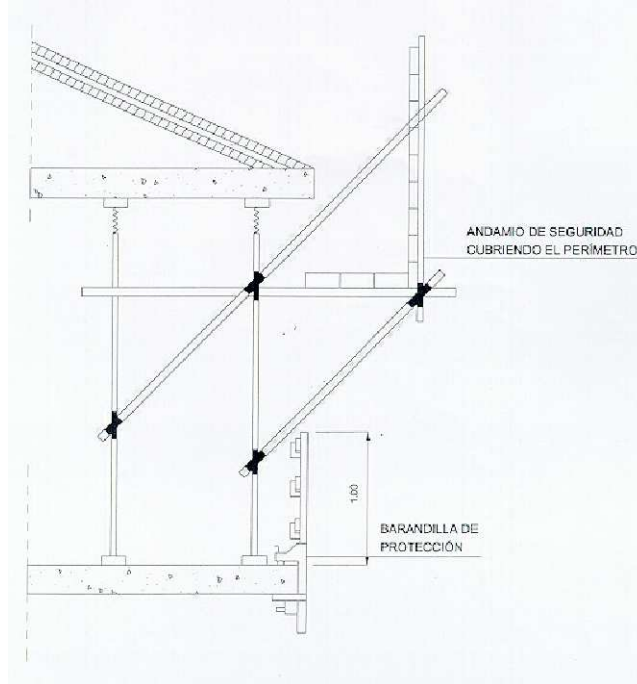 ANDAMIO DE SEGURIDAD
CUBRIENDO EL PERÍMETRO
1.00
BARANDILLA DE
PROTECCIÓN